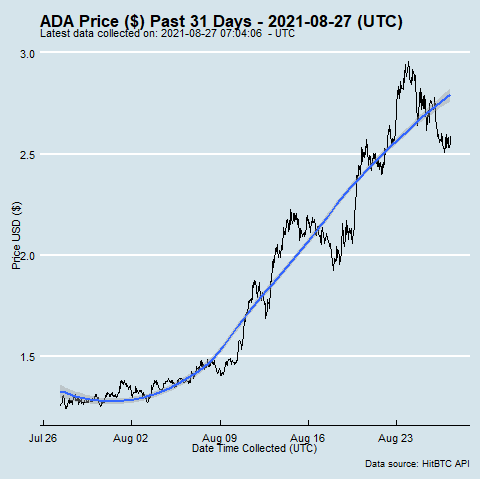 ADA Price ($) Past 31 Days - 2021-08-27 (UTC)
Latest data collected on: 2021-08-27 07:04:06 - UTC
3.0
2.5
2.0
1.5
Price USD ($)
Jul 26 Aug 02 Aug 09 Aug 16 Aug 23
Date Time Collected (UTC)
Data source: HitBTC API